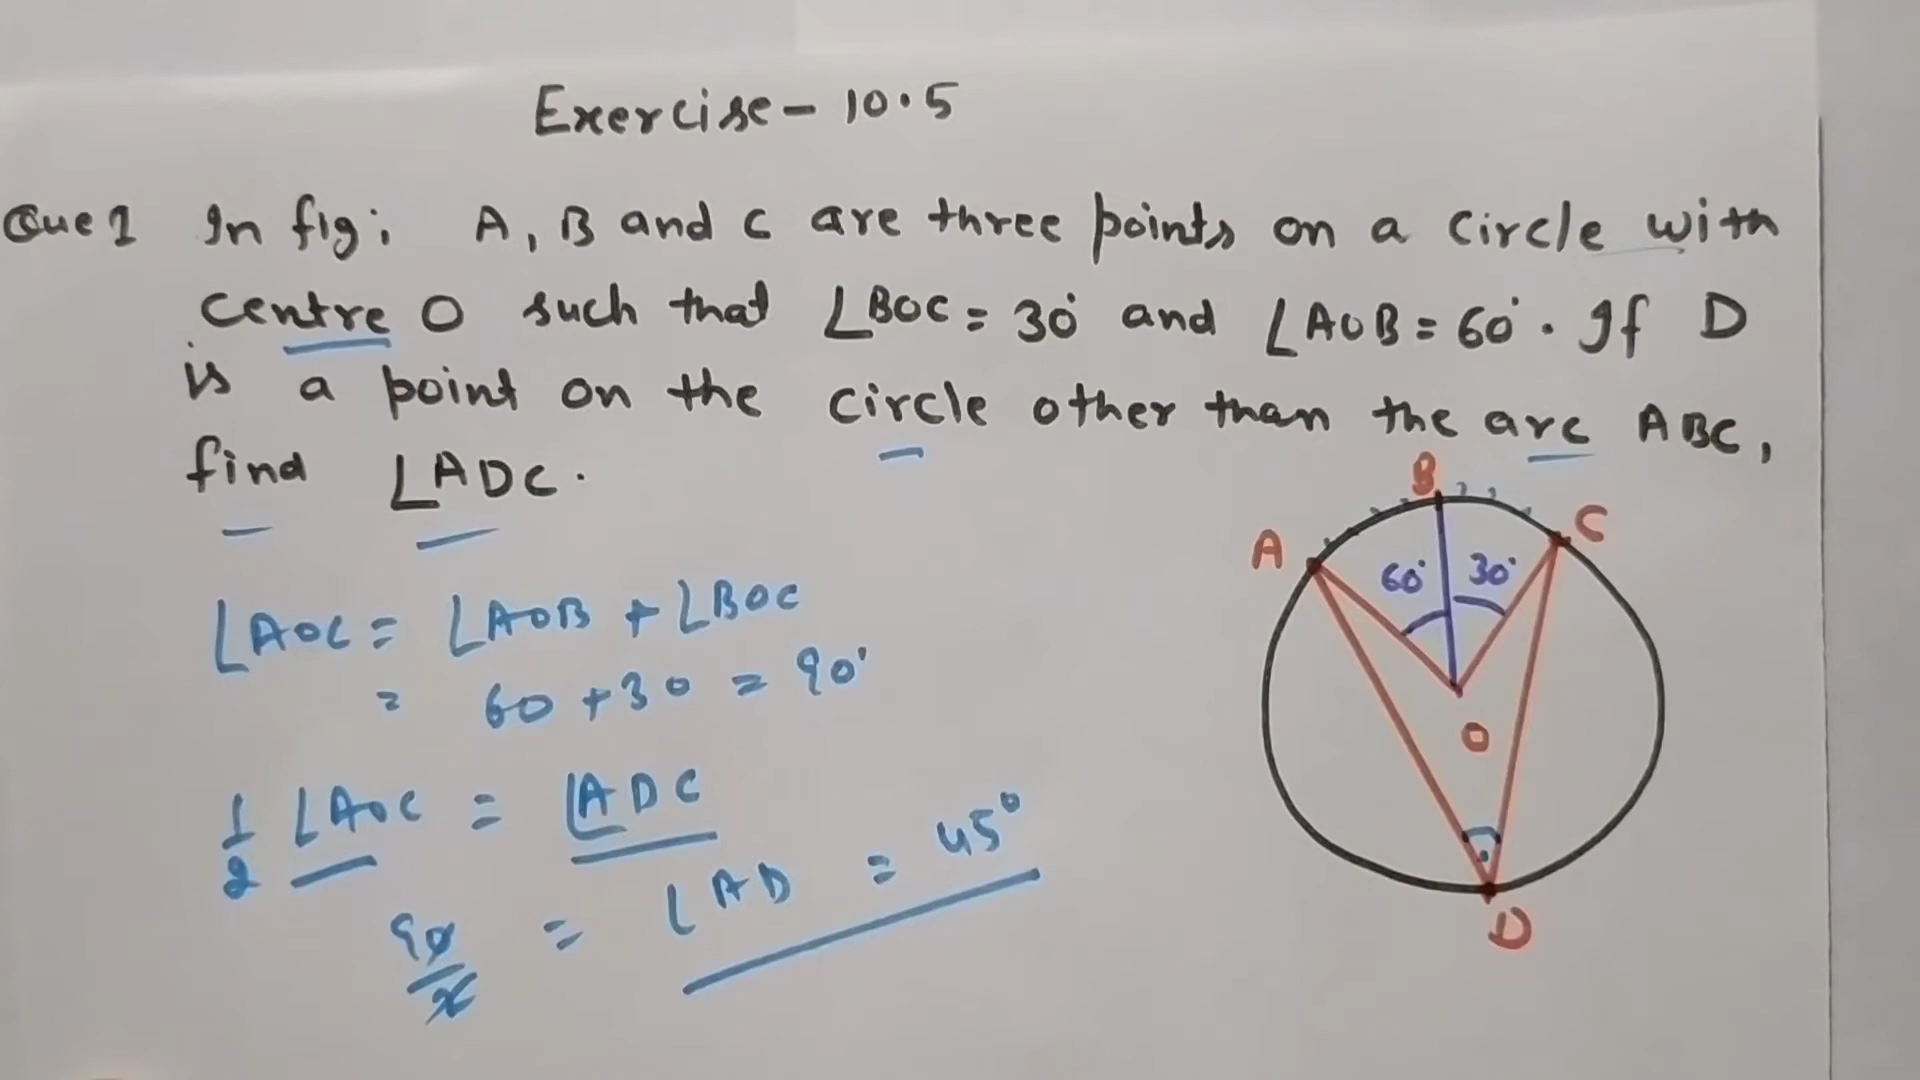 Exercise - 10.5
Que 1 In fig; A, B and C are three points on a circle with
centre O such that ∠BOC = 30° and ∠AOB = 60°. If D
is a point on the circle other than the arc ABC,
find ∠ADC.
∠AOC = ∠AOB + ∠BOC
= 60 + 30 = 90°
1/2 ∠AOC = ∠ADC
90/2 = ∠AD = 45°
B
A
C
60° 30°
O
D